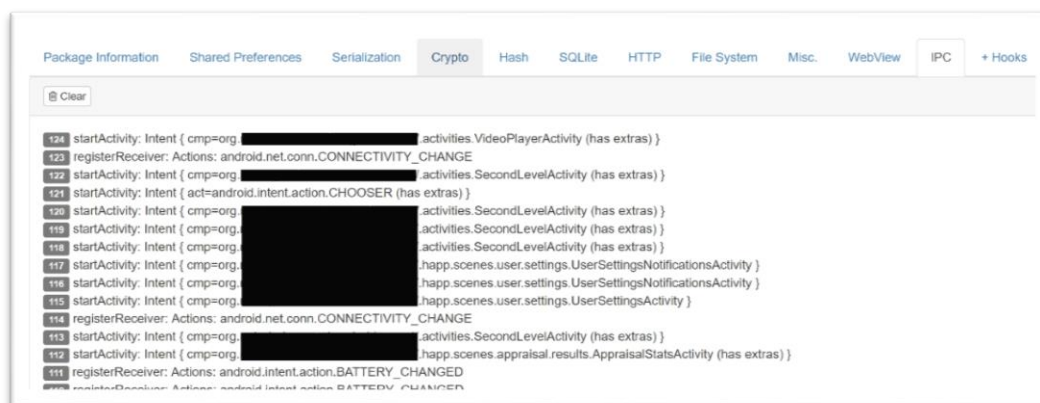 Package Information Shared Preferences Serialization Crypto Hash SQLite HTTP File System Misc. WebView IPC + Hooks
Clear
124 startActivity: Intent { cmp=org. .activities.VideoPlayerActivity (has extras) }
123 registerReceiver: Actions: android.net.conn.CONNECTIVITY_CHANGE
122 startActivity: Intent { cmp=org. .activities.SecondLevelActivity (has extras) }
121 startActivity: Intent { act=android.intent.action.CHOOSER (has extras) }
120 startActivity: Intent { cmp=org. .activities.SecondLevelActivity (has extras) }
119 startActivity: Intent { cmp=org. .activities.SecondLevelActivity (has extras) }
118 startActivity: Intent { cmp=org. .activities.SecondLevelActivity (has extras) }
117 startActivity: Intent { cmp=org. .happ.scenes.user.settings.UserSettingsNotificationsActivity }
116 startActivity: Intent { cmp=org. .happ.scenes.user.settings.UserSettingsNotificationsActivity }
115 startActivity: Intent { cmp=org. .happ.scenes.user.settings.UserSettingsActivity }
114 registerReceiver: Actions: android.net.conn.CONNECTIVITY_CHANGE
113 startActivity: Intent { cmp=org. .activities.SecondLevelActivity (has extras) }
112 startActivity: Intent { cmp=org. .happ.scenes.appraisal.results.AppraisalStatsActivity (has extras) }
111 registerReceiver: Actions: android.intent.action.BATTERY_CHANGED
registerReceiver: Actions: android.intent.action.BATTERY_CHANGED